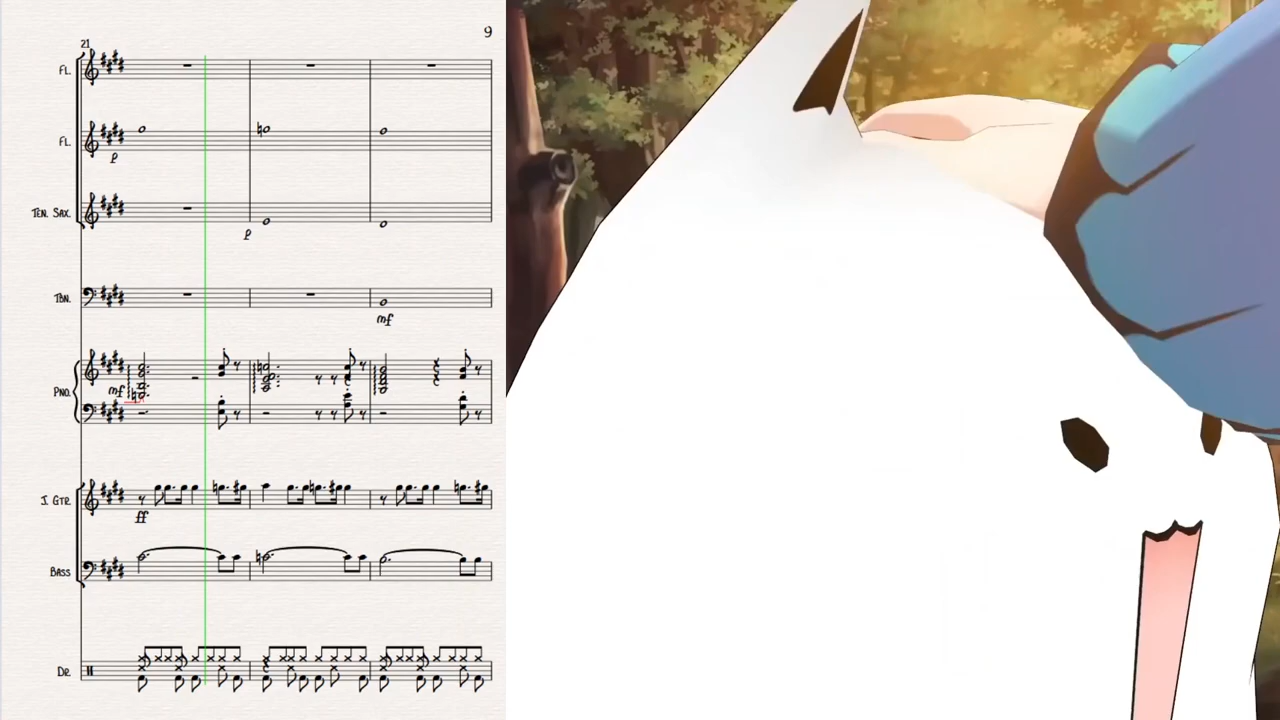 9
21
FL.
FL.
p
TEN. SAX.
p
TBN.
mf
PNO.
mf
J. GTR.
ff
BASS
DR.